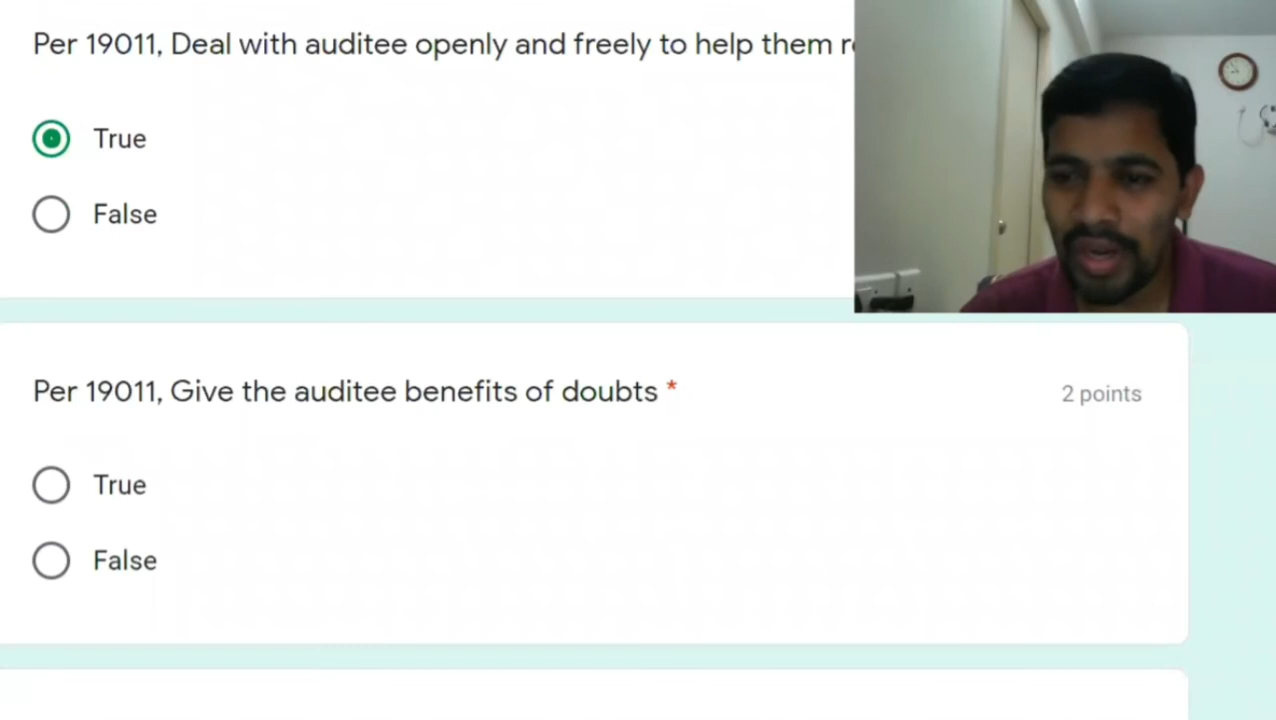 Per 19011, Deal with auditee openly and freely to help them
True
False
Per 19011, Give the auditee benefits of doubts *
2 points
True
False